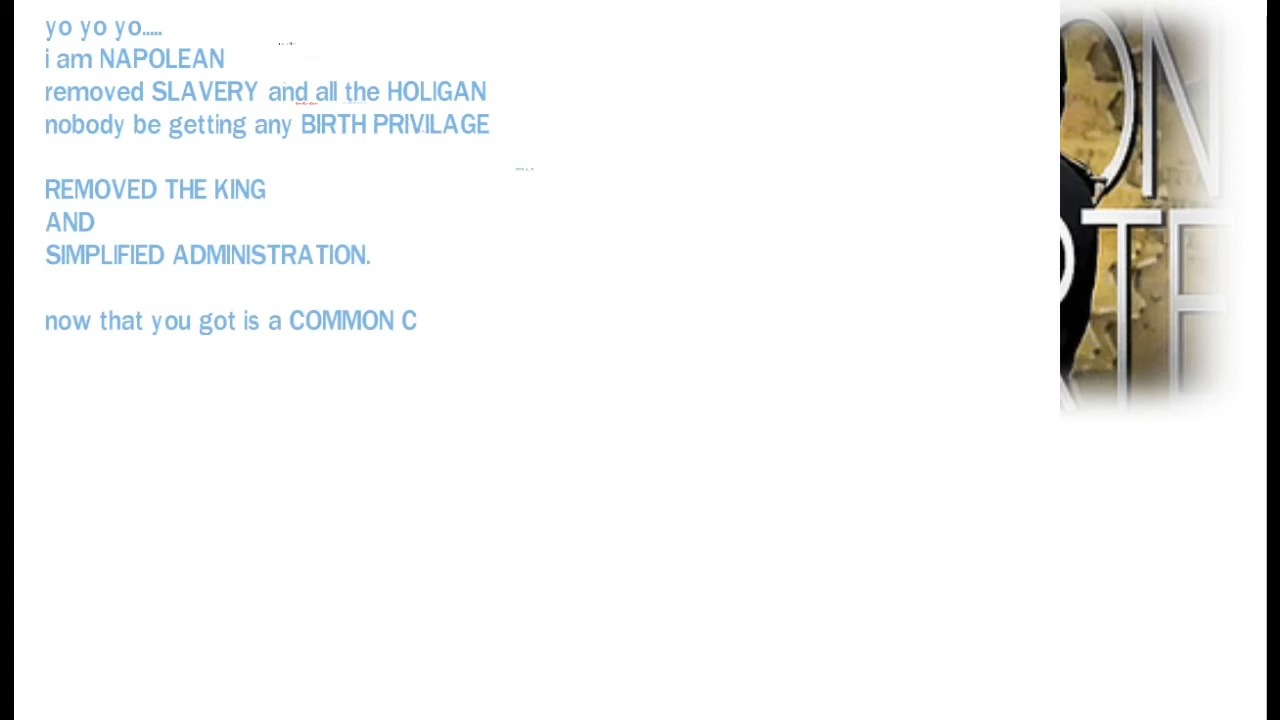 yo yo yo.....
i am NAPOLEAN
removed SLAVERY and all the HOLIGAN
nobody be getting any BIRTH PRIVILAGE
REMOVED THE KING
AND
SIMPLIFIED ADMINISTRATION.
now that you got is a COMMON C
ON